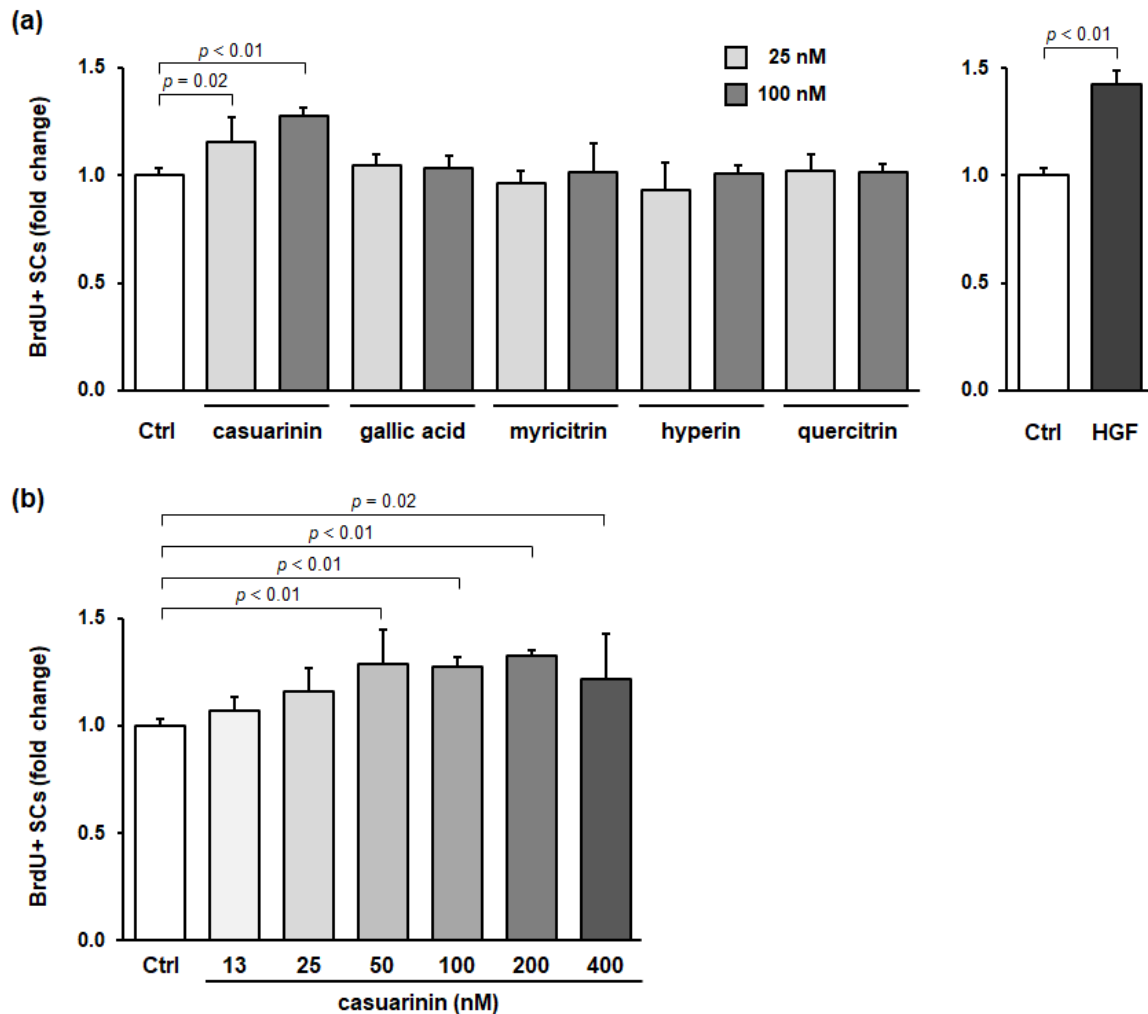 (a)
p < 0.01
p = 0.02
25 nM
100 nM
p < 0.01
BrdU+ SCs (fold change)
1.5
1.0
0.5
0.0
1.5
1.0
0.5
0.0
Ctrl casuarinin gallic acid myricitrin hyperin quercitrin
Ctrl HGF
(b)
p = 0.02
p < 0.01
p < 0.01
p < 0.01
BrdU+ SCs (fold change)
1.5
1.0
0.5
0.0
Ctrl 13 25 50 100 200 400
casuarinin (nM)